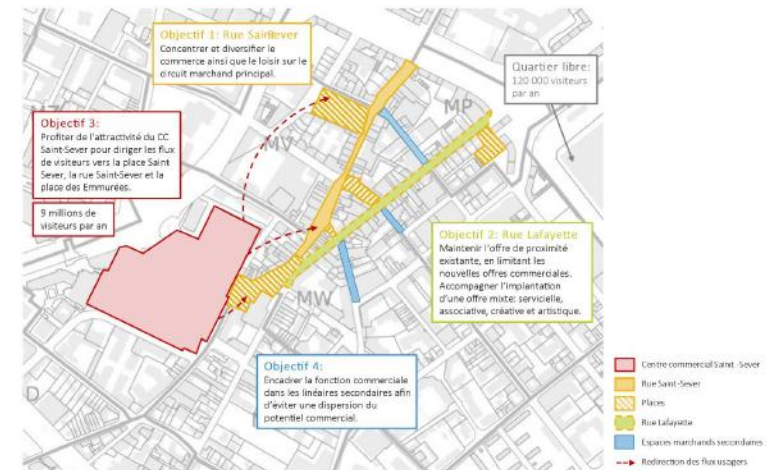 Objectif 1: Rue SainBever
Concentrer et diversifier le
commerce ainsi que le loisir sur le
circuit marchand principal.
Quartier libre:
120 000 visiteurs
par an
MP
Objectif 3:
Profiter de l'attractivité du CC
Saint-Sever pour diriger les flux
de visiteurs vers la place Saint
Sever, la rue Saint-Sever et la
place des Emmurées.
MV
9 millions de
visiteurs par an
Objectif 2: Rue Lafayette
Maintenir l'offre de proximité
existante, en limitant les
nouvelles offres commerciales.
Accompagner l'implantation
d'une offre mixte: servicielle,
associative, créative et artistique.
MW
Objectif 4:
Encadrer la fonction commerciale
dans les linéaires secondaires afin
d'éviter une dispersion du
potentiel commercial.
D
Centre commercial Saint -Sever
Rue Saint-Sever
Places
Rue Lafayette
Espaces marchands secondaires
Redirection des flux usagers